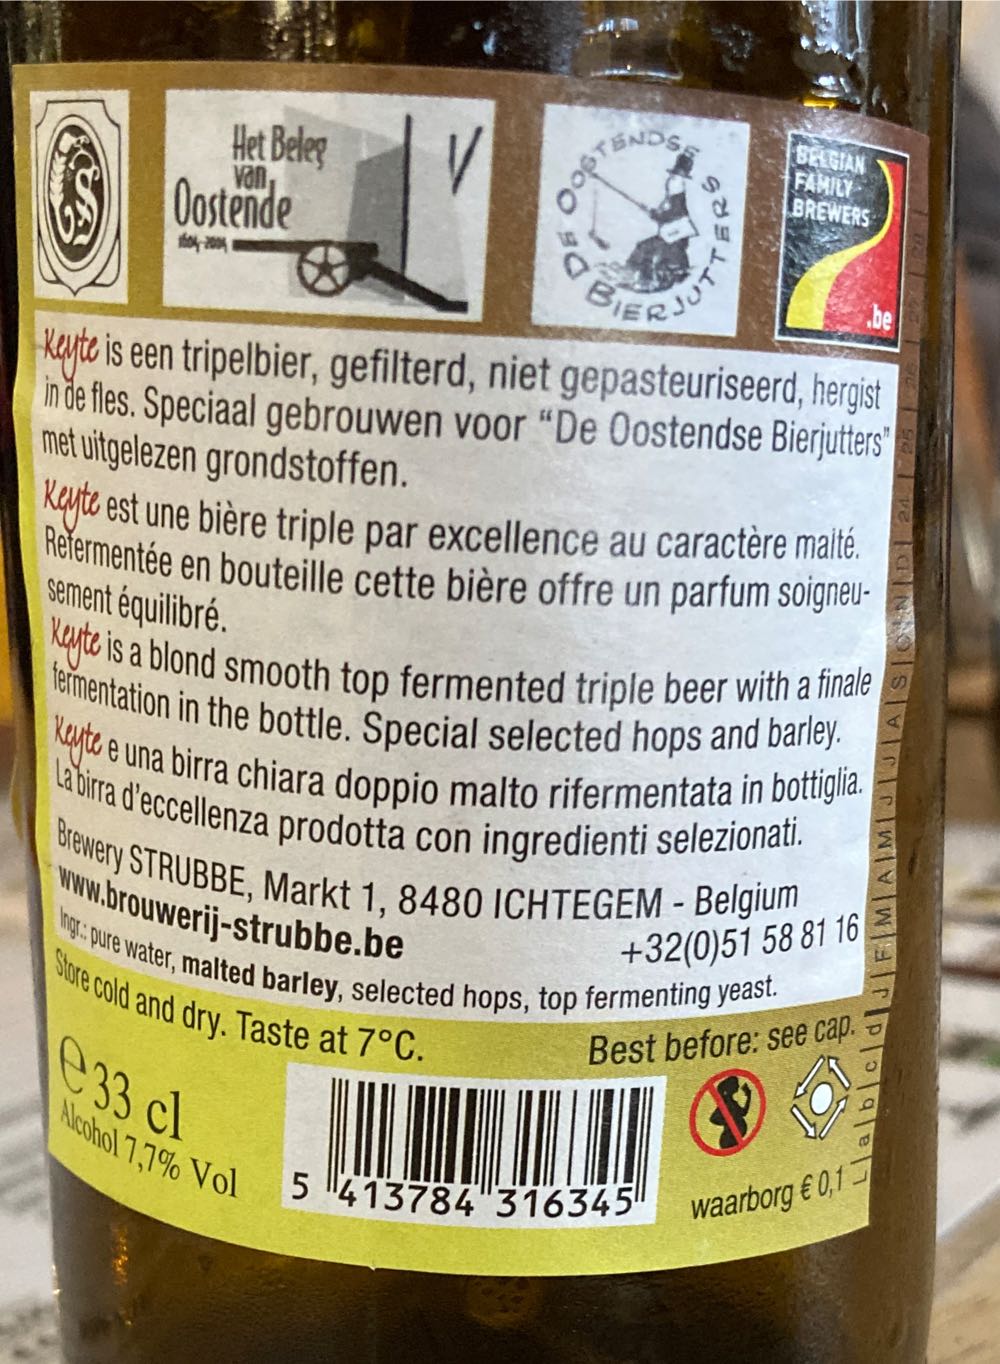 Het Beleg
van
Oostende
1604-2004
V
DE OOSTENDSE BIERJUTTERS
BELGIAN
FAMILY
BREWERS
.be
Keyte is een tripelbier, gefilterd, niet gepasteuriseerd, hergist
in de fles. Speciaal gebrouwen voor “De Oostendse Bierjutters”
met uitgelezen grondstoffen.
Keyte est une bière triple par excellence au caractère malté.
Refermentée en bouteille cette bière offre un parfum soigneu-
sement équilibré.
Keyte is a blond smooth top fermented triple beer with a finale
fermentation in the bottle. Special selected hops and barley.
Keyte e una birra chiara doppio malto rifermentata in bottiglia.
La birra d'eccellenza prodotta con ingredienti selezionati.
Brewery STRUBBE, Markt 1, 8480 ICHTEGEM - Belgium
www.brouwerij-strubbe.be
+32(0)51 58 81 16
Ingr.: pure water, malted barley, selected hops, top fermenting yeast.
Store cold and dry. Taste at 7°C.
Best before: see cap.
e 33 cl
Alcohol 7,7% Vol
5 413784 316345
waarborg € 0,1
a|b|c|d|J|F|M|A|M|J|J|A|S|O|N|D|24|25|26|27|28